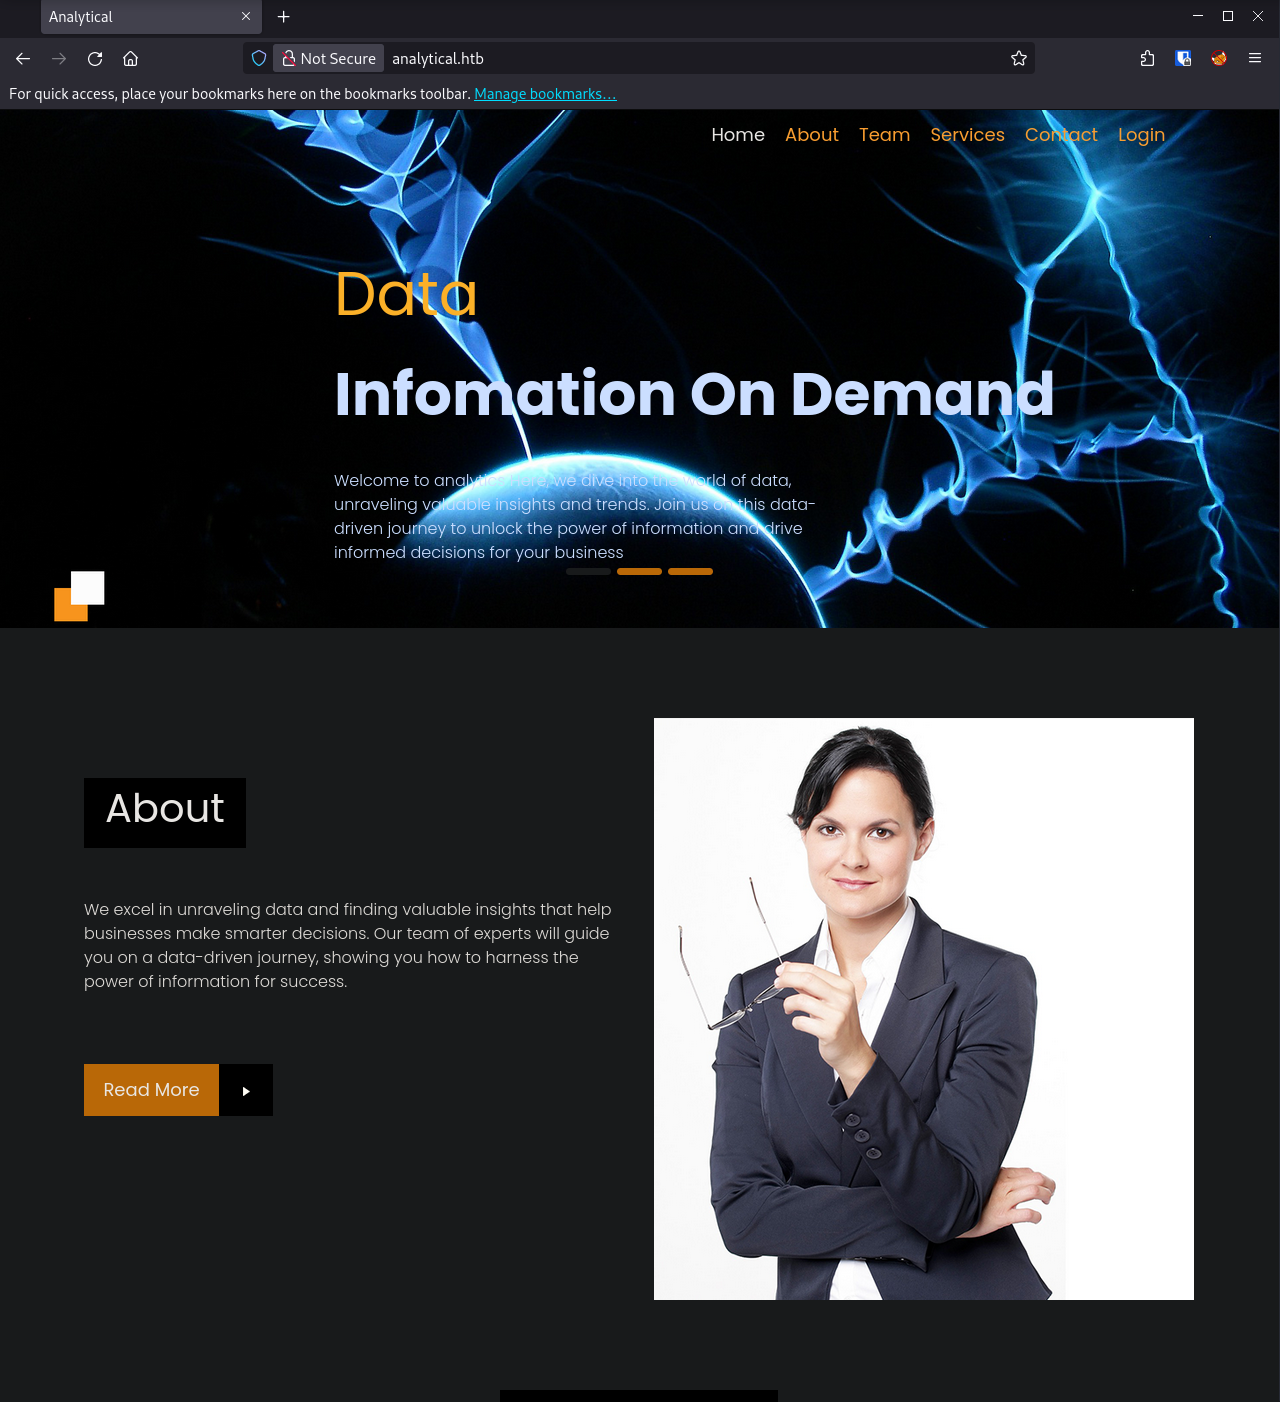 Analytical
Not Secure analytical.htb
For quick access, place your bookmarks here on the bookmarks toolbar. Manage bookmarks...
Home About Team Services Contact Login
Data
Infomation On Demand
Welcome to analytics here, we dive into the world of data,
unraveling valuable insights and trends. Join us on this data-
driven journey to unlock the power of information and drive
informed decisions for your business
About
We excel in unraveling data and finding valuable insights that help
businesses make smarter decisions. Our team of experts will guide
you on a data-driven journey, showing you how to harness the
power of information for success.
Read More